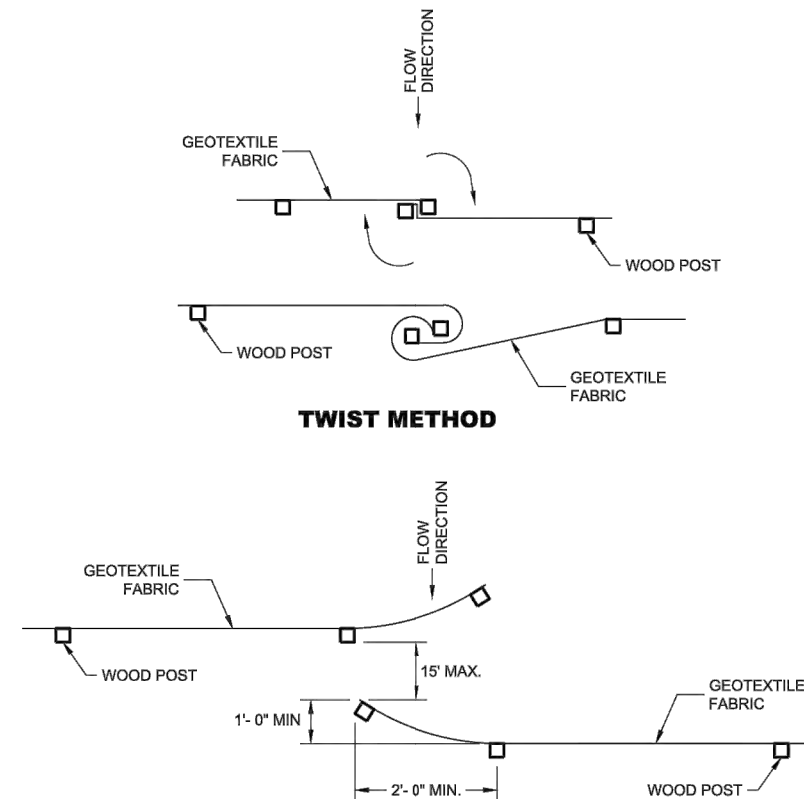 FLOW
DIRECTION
GEOTEXTILE
FABRIC
WOOD POST
WOOD POST
GEOTEXTILE
FABRIC
TWIST METHOD
FLOW
DIRECTION
GEOTEXTILE
FABRIC
WOOD POST
15' MAX.
GEOTEXTILE
FABRIC
1'- 0" MIN
2'- 0" MIN.
WOOD POST